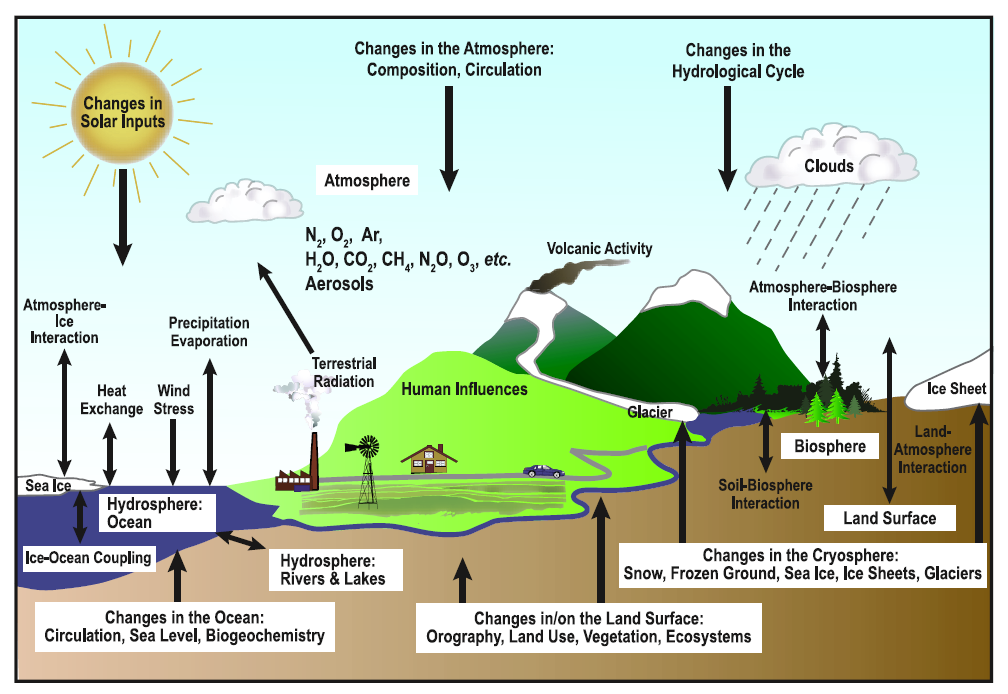 Changes in the Atmosphere:
Composition, Circulation
Changes in the
Hydrological Cycle
Changes in
Solar Inputs
Clouds
Atmosphere
N₂, O₂, Ar,
H₂O, CO₂, CH₄, N₂O, O₃, etc.
Aerosols
Volcanic Activity
Atmosphere-Biosphere
Interaction
Atmosphere-
Ice
Interaction
Precipitation
Evaporation
Terrestrial
Radiation
Human Influences
Heat
Exchange
Wind
Stress
Glacier
Ice Sheet
Biosphere
Land-
Atmosphere
Interaction
Soil-Biosphere
Interaction
Land Surface
Sea Ice
Hydrosphere:
Ocean
Ice-Ocean Coupling
Hydrosphere:
Rivers & Lakes
Changes in the Cryosphere:
Snow, Frozen Ground, Sea Ice, Ice Sheets, Glaciers
Changes in the Ocean:
Circulation, Sea Level, Biogeochemistry
Changes in/on the Land Surface:
Orography, Land Use, Vegetation, Ecosystems